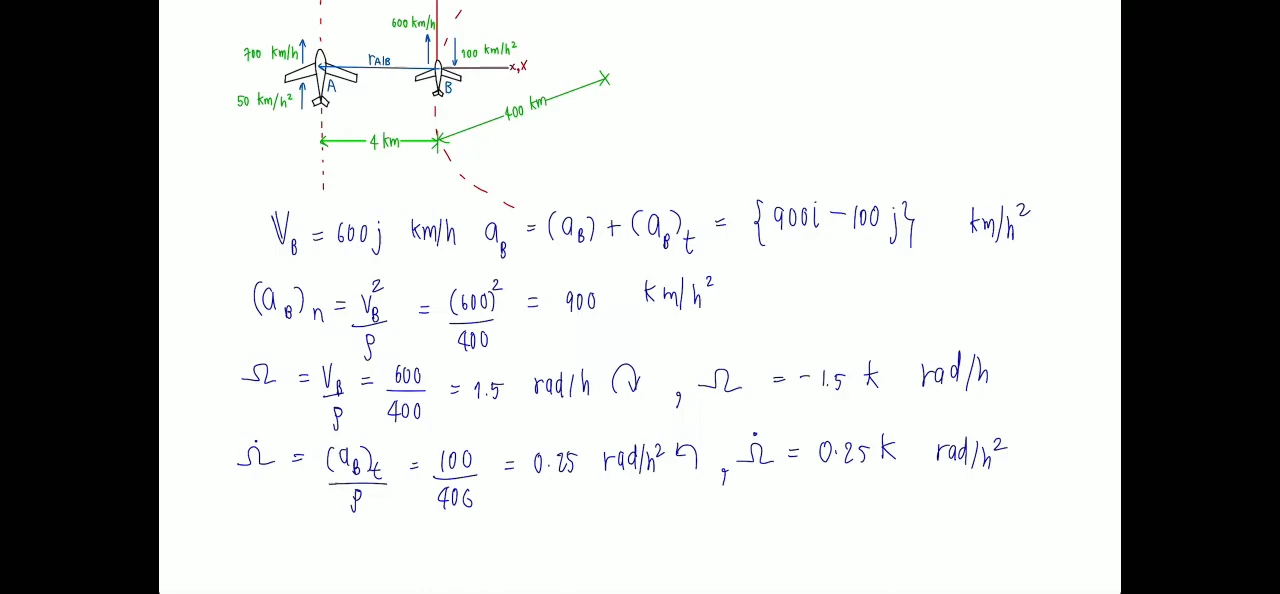 600 km/h
700 km/h
rA/B
100 km/h²
x,X
A
B
50 km/h²
400 km
4 km
V_B = 600j km/h a_B = (a_B) + (a_B)_t = {900i - 100j} km/h²
(a_B)_n = V_B²/ρ = (600)²/400 = 900 km/h²
Ω = V_B/ρ = 600/400 = 1.5 rad/h ↷ , Ω = -1.5 k rad/h
Ω̇ = (a_B)_t/ρ = 100/400 = 0.25 rad/h² ↶ , Ω̇ = 0.25k rad/h²